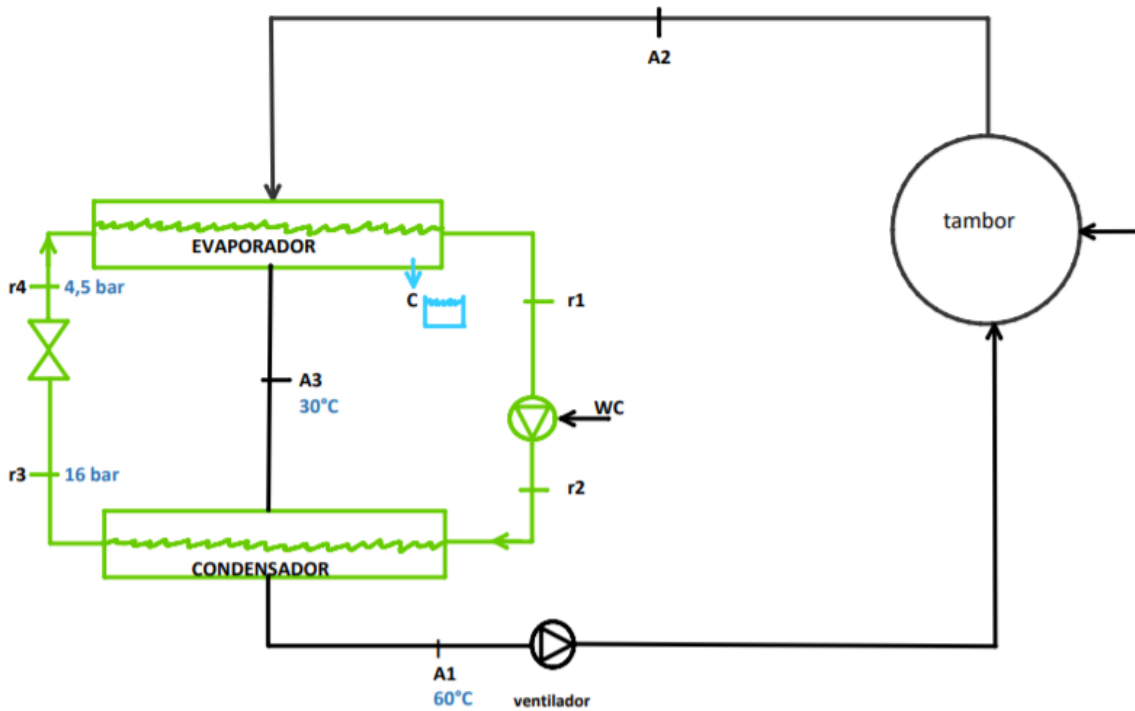 A2
tambor
EVAPORADOR
r4 4,5 bar
C
r1
A3
30°C
WC
r3 16 bar
r2
CONDENSADOR
A1
60°C
ventilador